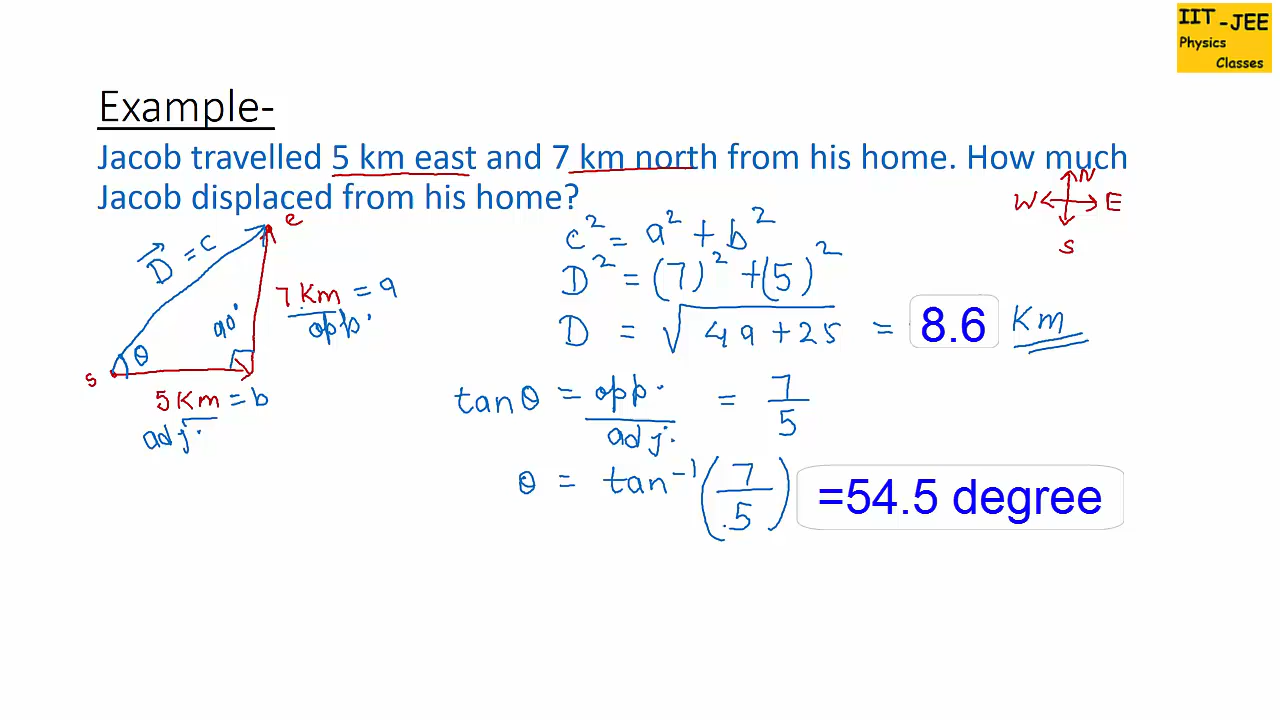 IIT - JEE
Physics
Classes
Example-
Jacob travelled 5 km east and 7 km north from his home. How much
Jacob displaced from his home?
N
W E
S
e
D = c
7 Km = a
opp.
90°
θ
s
5 Km = b
adj.
c² = a² + b²
D² = (7)² + (5)²
D = √49+25 = 8.6 Km
tan θ = opp./adj. = 7/5
θ = tan⁻¹(7/5) =54.5 degree